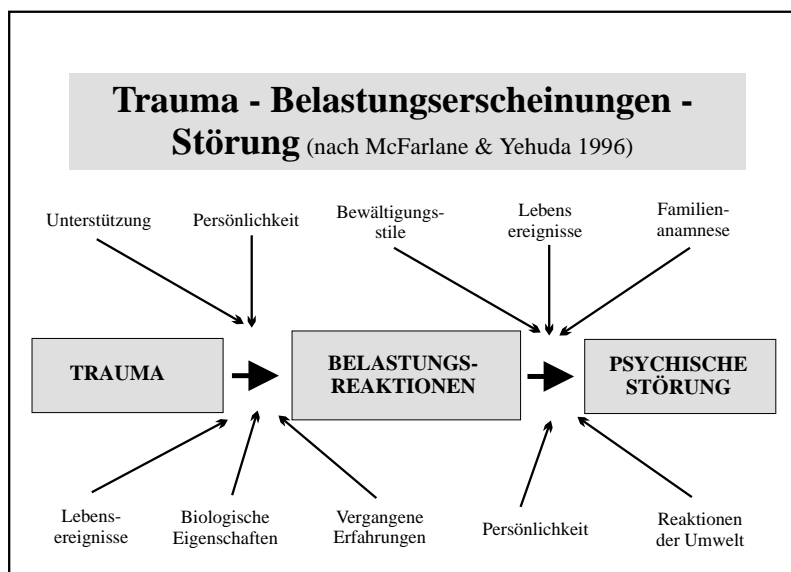 Trauma - Belastungserscheinungen -
Störung (nach McFarlane & Yehuda 1996)
Unterstützung
Persönlichkeit
Bewältigungs-
stile
Lebens
ereignisse
Familien-
anamnese
TRAUMA
BELASTUNGS-
REAKTIONEN
PSYCHISCHE
STÖRUNG
Lebens-
ereignisse
Biologische
Eigenschaften
Vergangene
Erfahrungen
Persönlichkeit
Reaktionen
der Umwelt